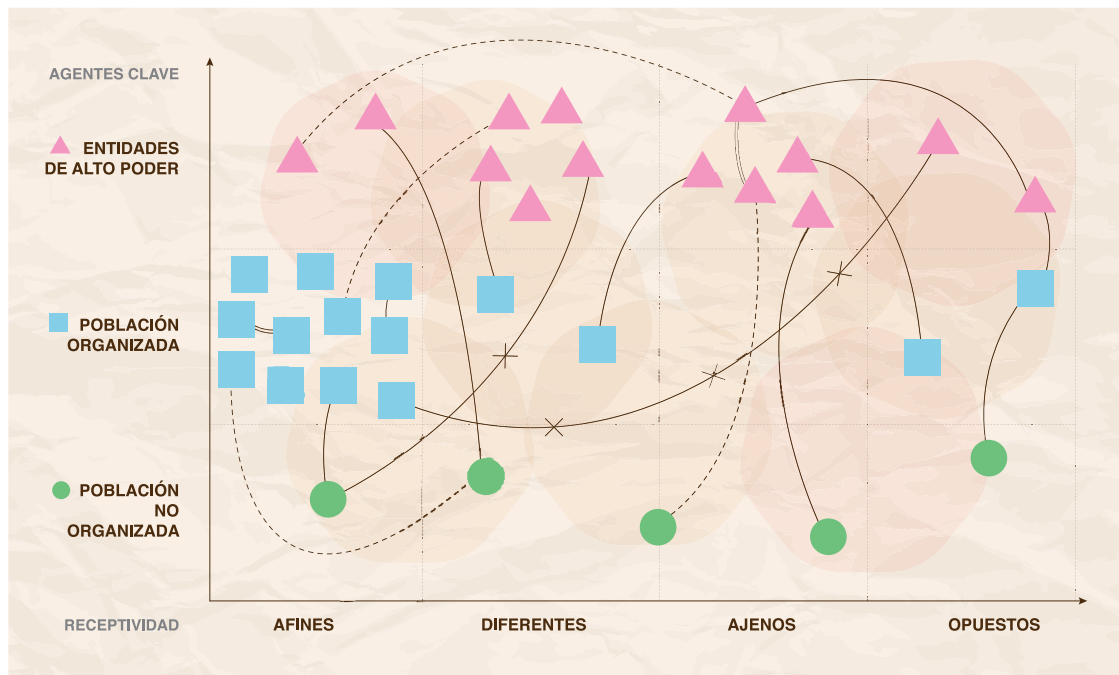 AGENTES CLAVE
ENTIDADES
DE ALTO PODER
POBLACIÓN
ORGANIZADA
POBLACIÓN
NO
ORGANIZADA
RECEPTIVIDAD
AFINES
DIFERENTES
AJENOS
OPUESTOS